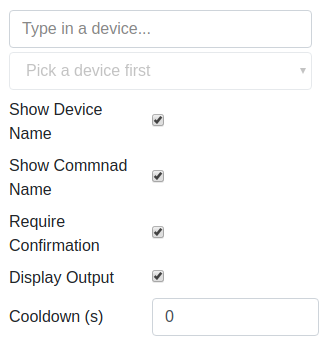 Type in a device...
Pick a device first
Show Device
Name
Show Commnad
Name
Require
Confirmation
Display Output
Cooldown (s)
0